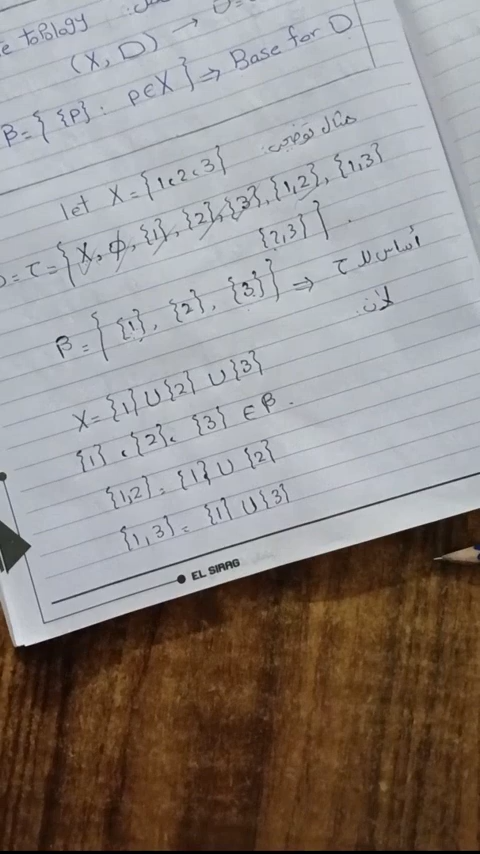 topology
(X, D) →
β = { {P} : P∈X } ⇒ Base for D
let X = {1, 2, 3} مثال توضيحى:
D = τ = { X, φ, {1}, {2}, {3}, {1,2}, {1,3}
{2,3} } .
β = { {1}, {2}, {3} } ⇒ أساس لـ τ
لأن:
X = {1} ∪ {2} ∪ {3}
{1}, {2}, {3} ∈ β .
{1,2} = {1} ∪ {2}
{1,3} = {1} ∪ {3}
EL SIRAG